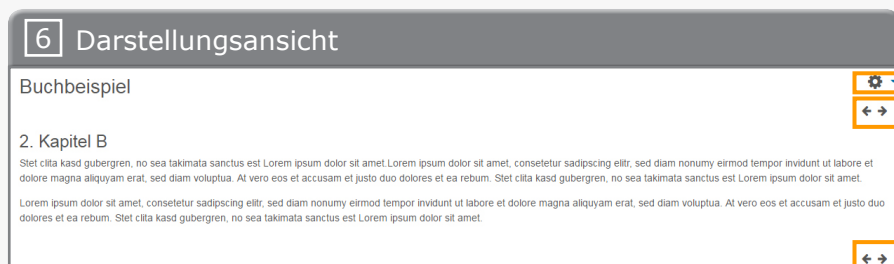 6 Darstellungsansicht
Buchbeispiel
2. Kapitel B
Stet clita kasd gubergren, no sea takimata sanctus est Lorem ipsum dolor sit amet.Lorem ipsum dolor sit amet, consetetur sadipscing elitr, sed diam nonumy eirmod tempor invidunt ut labore et
dolore magna aliquyam erat, sed diam voluptua. At vero eos et accusam et justo duo dolores et ea rebum. Stet clita kasd gubergren, no sea takimata sanctus est Lorem ipsum dolor sit amet.
Lorem ipsum dolor sit amet, consetetur sadipscing elitr, sed diam nonumy eirmod tempor invidunt ut labore et dolore magna aliquyam erat, sed diam voluptua. At vero eos et accusam et justo duo
dolores et ea rebum. Stet clita kasd gubergren, no sea takimata sanctus est Lorem ipsum dolor sit amet.